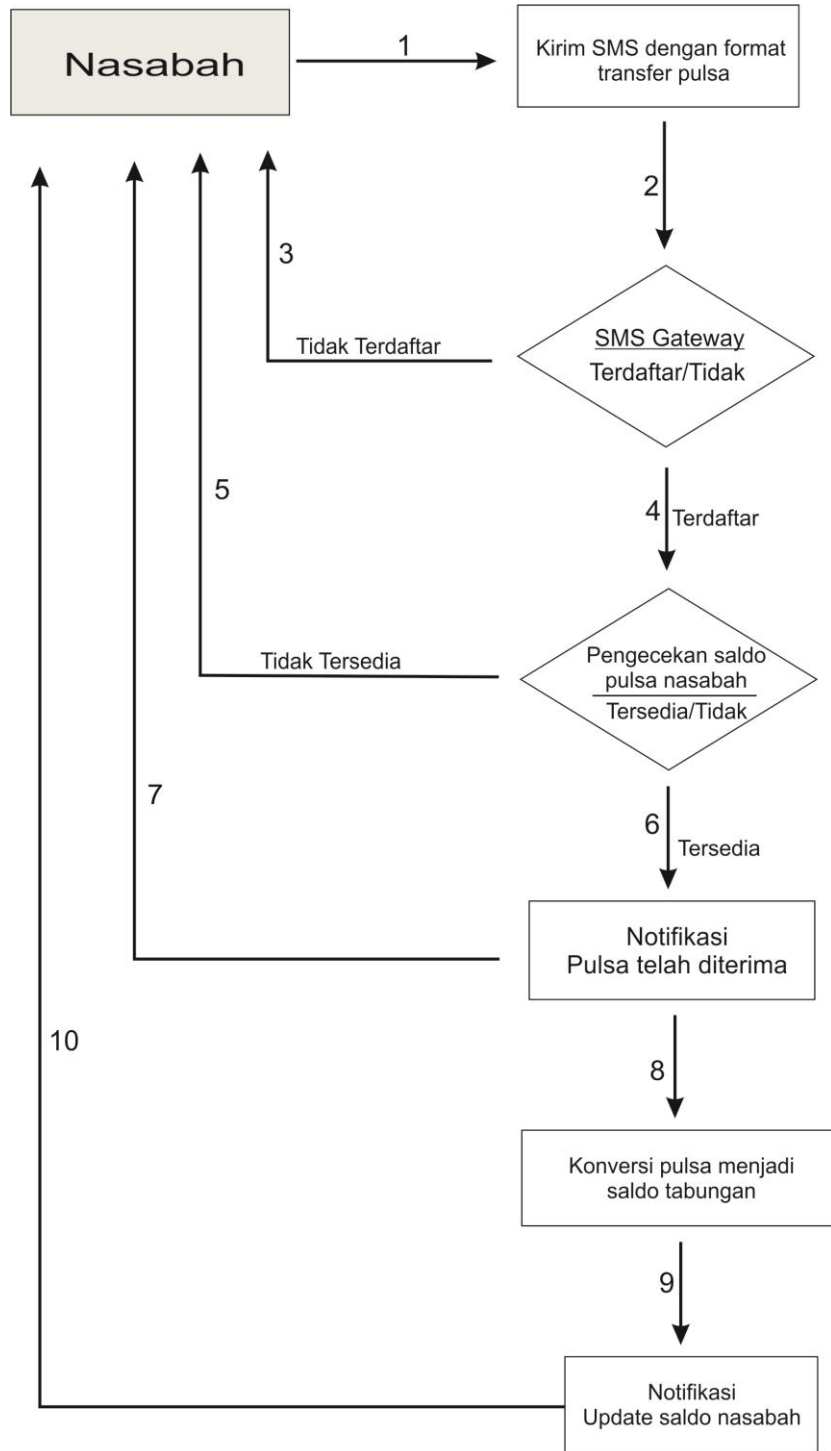 Nasabah
1
Kirim SMS dengan format
transfer pulsa
2
3
Tidak Terdaftar
SMS Gateway
Terdaftar/Tidak
4
Terdaftar
5
Tidak Tersedia
Pengecekan saldo
pulsa nasabah
Tersedia/Tidak
6
Tersedia
7
Notifikasi
Pulsa telah diterima
8
Konversi pulsa menjadi
saldo tabungan
9
10
Notifikasi
Update saldo nasabah